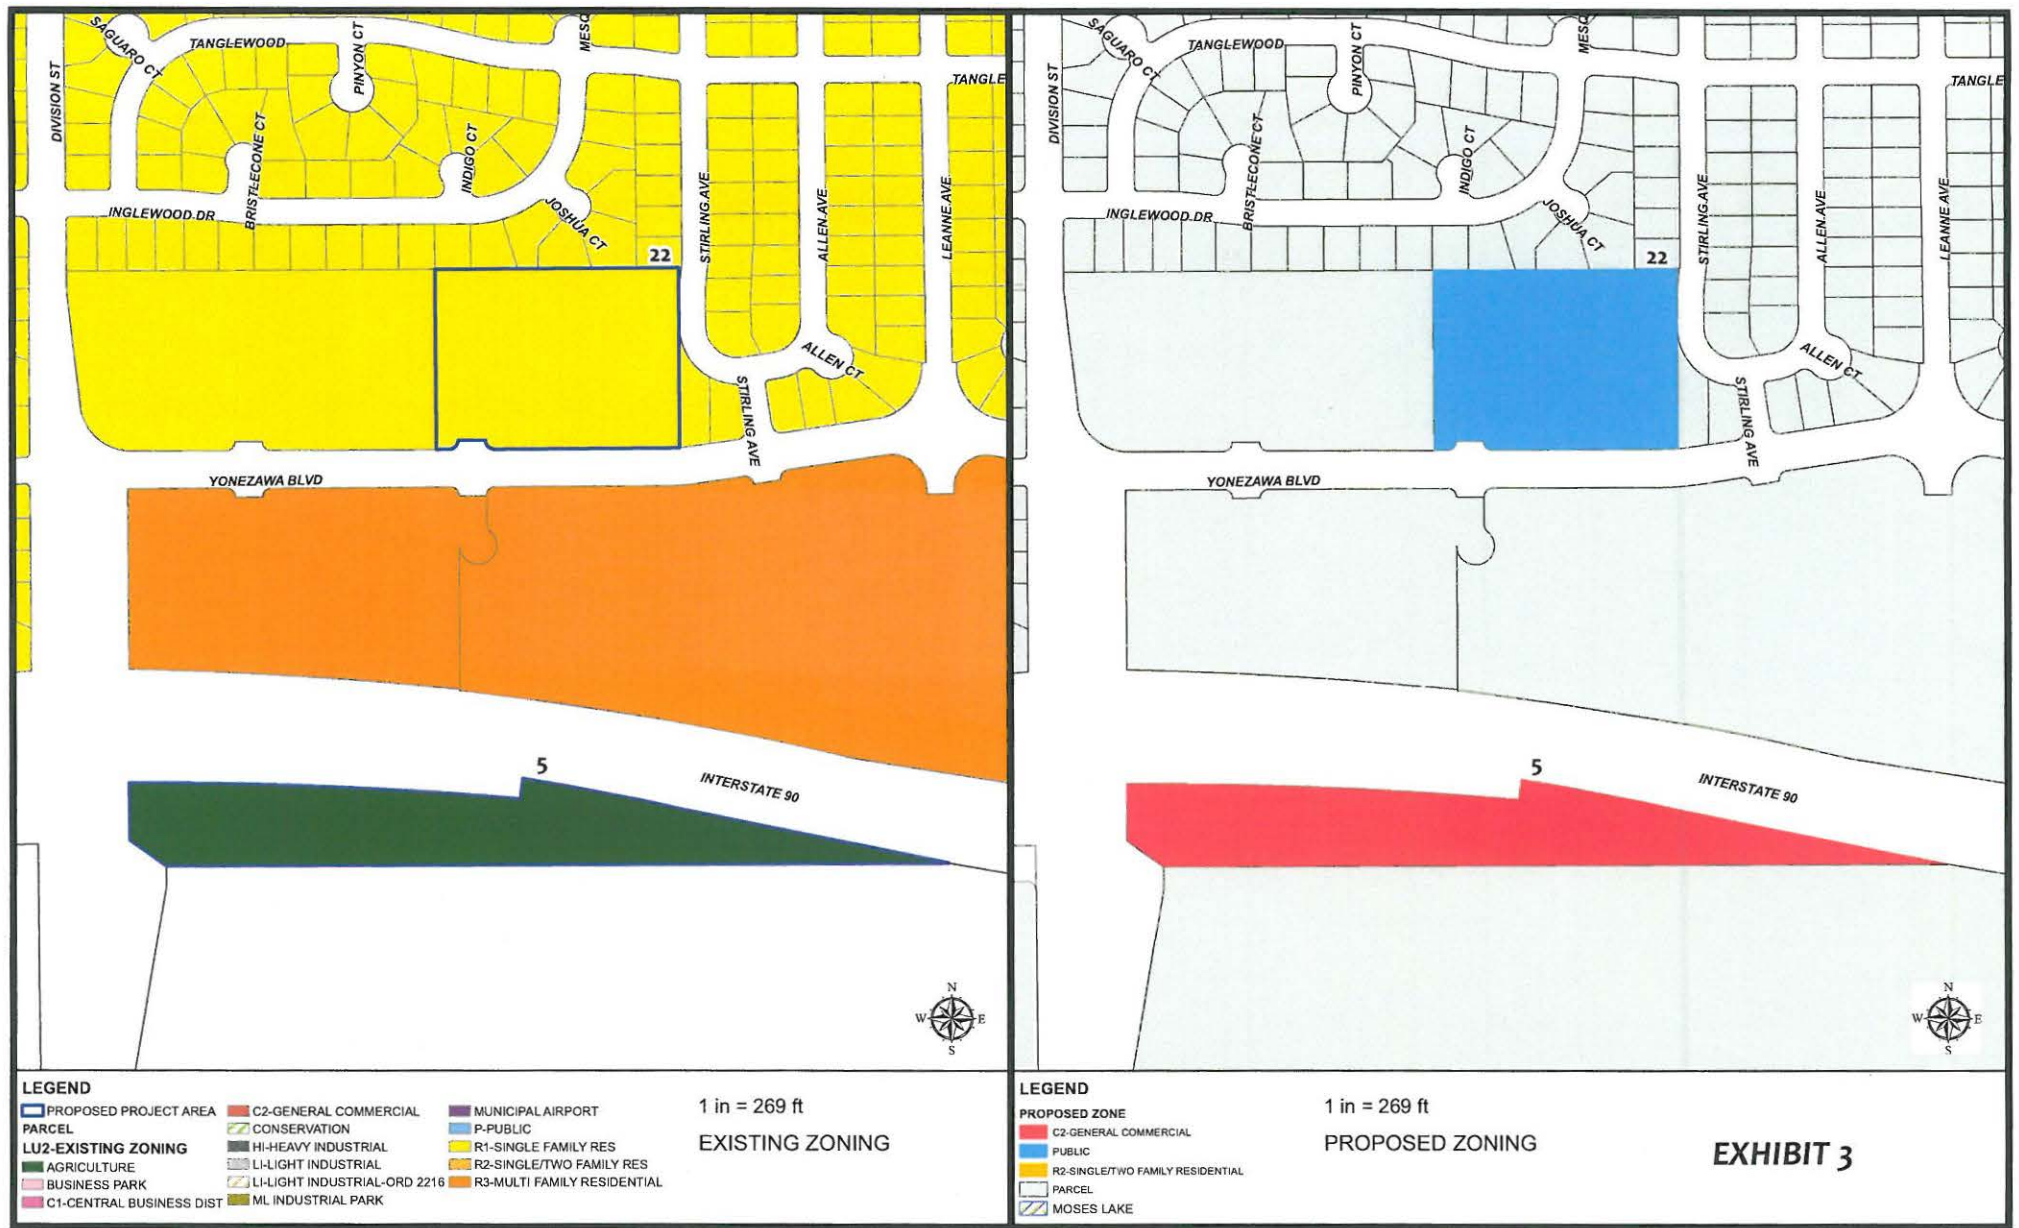 SAGUARO CT
TANGLEWOOD
PINYON CT
MESQ
TANGLE
DIVISION ST
BRISTLECONE CT
INDIGO CT
INGLEWOOD DR
JOSHUA CT
STIRLING AVE
ALLEN AVE
LEANNE AVE
22
ALLEN CT
STIRLING AVE
YONEZAWA BLVD
5
INTERSTATE 90
N
W E
S
LEGEND
PROPOSED PROJECT AREA
PARCEL
LU2-EXISTING ZONING
AGRICULTURE
BUSINESS PARK
C1-CENTRAL BUSINESS DIST
C2-GENERAL COMMERCIAL
CONSERVATION
HI-HEAVY INDUSTRIAL
LI-LIGHT INDUSTRIAL
LI-LIGHT INDUSTRIAL-ORD 2216
ML INDUSTRIAL PARK
MUNICIPAL AIRPORT
P-PUBLIC
R1-SINGLE FAMILY RES
R2-SINGLE/TWO FAMILY RES
R3-MULTI FAMILY RESIDENTIAL
1 in = 269 ft
EXISTING ZONING
SAGUARO CT
TANGLEWOOD
PINYON CT
MESQ
TANGLE
DIVISION ST
BRISTLECONE CT
INDIGO CT
INGLEWOOD DR
JOSHUA CT
STIRLING AVE
ALLEN AVE
LEANNE AVE
22
ALLEN CT
STIRLING AVE
YONEZAWA BLVD
5
INTERSTATE 90
N
W E
S
LEGEND
PROPOSED ZONE
C2-GENERAL COMMERCIAL
PUBLIC
R2-SINGLE/TWO FAMILY RESIDENTIAL
PARCEL
MOSES LAKE
1 in = 269 ft
PROPOSED ZONING
EXHIBIT 3